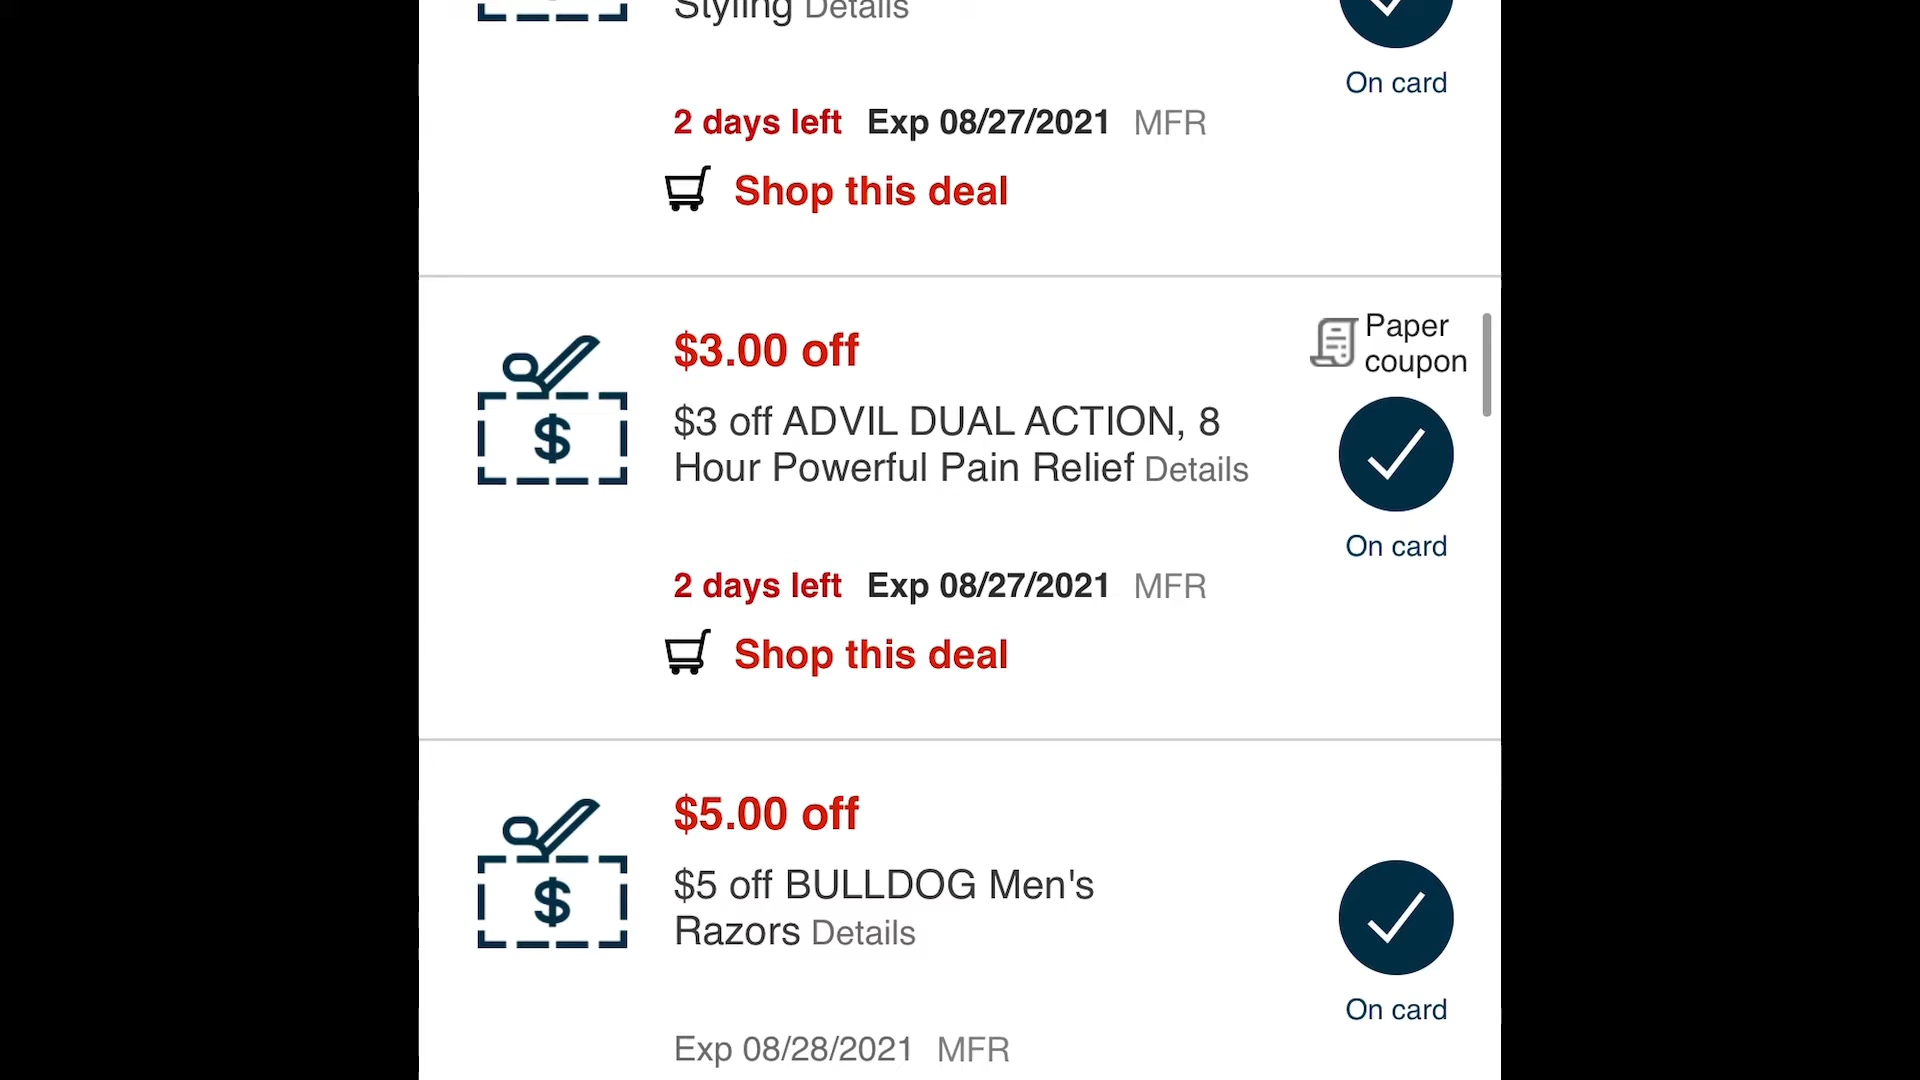 Styling Details
On card
2 days left Exp 08/27/2021 MFR
Shop this deal
Paper
coupon
$3.00 off
$3 off ADVIL DUAL ACTION, 8
Hour Powerful Pain Relief Details
On card
2 days left Exp 08/27/2021 MFR
Shop this deal
$5.00 off
$5 off BULLDOG Men's
Razors Details
On card
Exp 08/28/2021 MFR